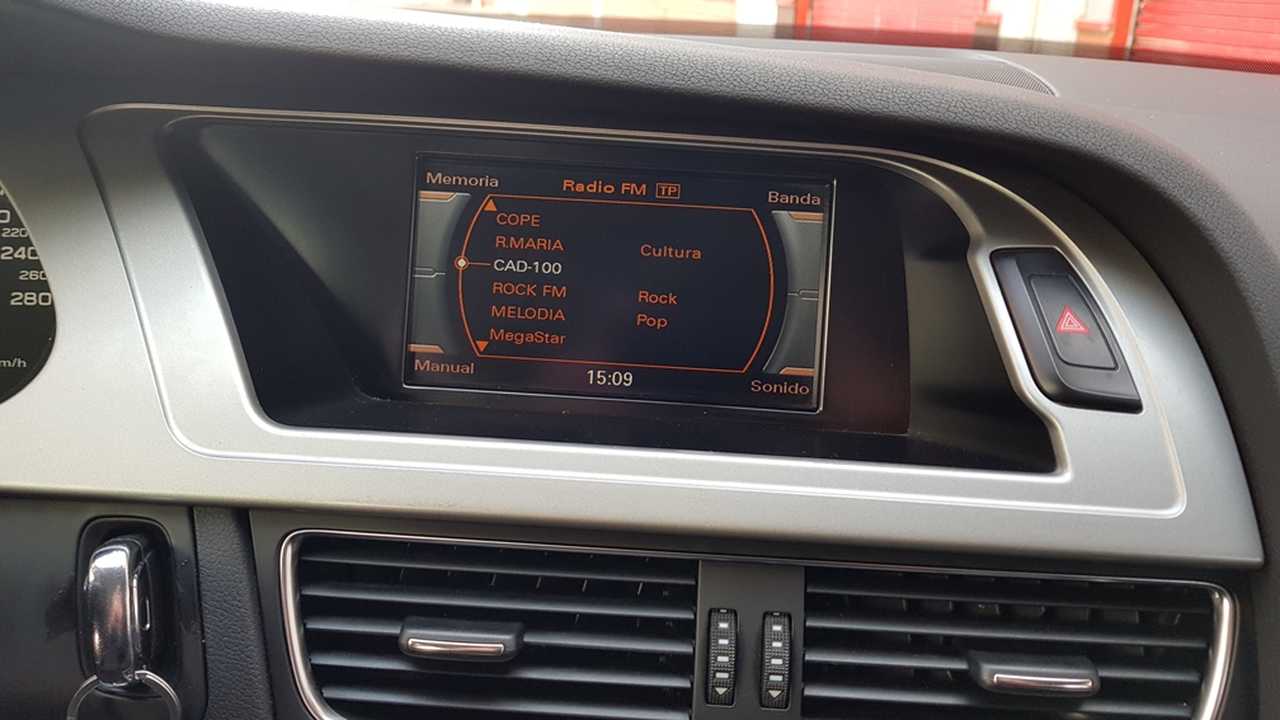 Memoria
Radio FM TP
Banda
COPE
R.MARIA Cultura
CAD-100
ROCK FM Rock
MELODIA Pop
MegaStar
Manual
15:09
Sonido
220
240
260
280